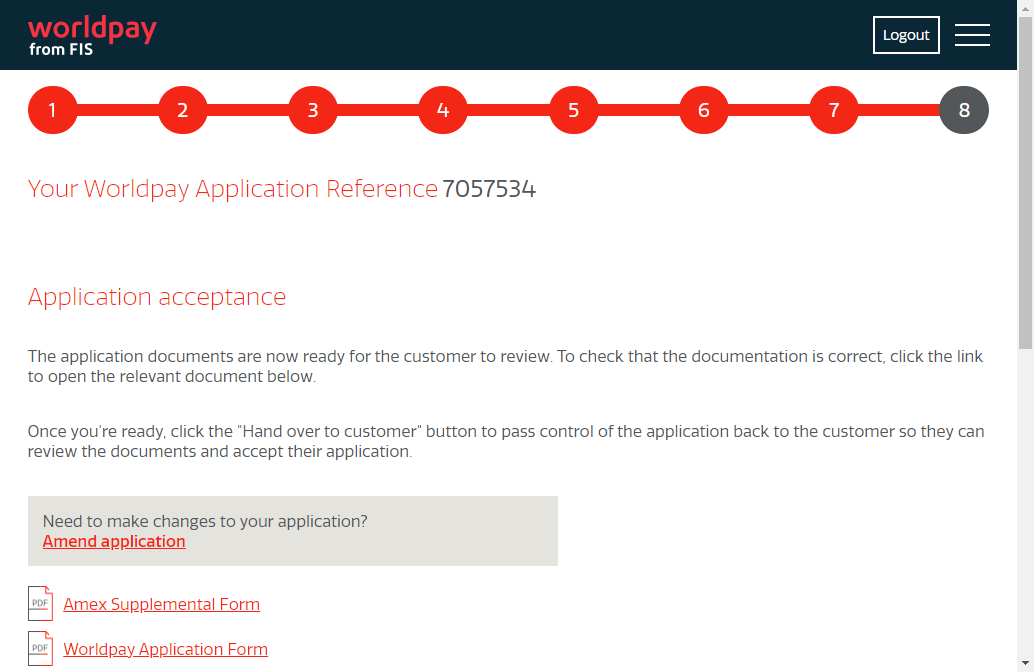 worldpay
from FIS
Logout
1 2 3 4 5 6 7 8
Your Worldpay Application Reference 7057534
Application acceptance
The application documents are now ready for the customer to review. To check that the documentation is correct, click the link
to open the relevant document below.
Once you're ready, click the "Hand over to customer" button to pass control of the application back to the customer so they can
review the documents and accept their application.
Need to make changes to your application?
Amend application
PDF Amex Supplemental Form
PDF Worldpay Application Form